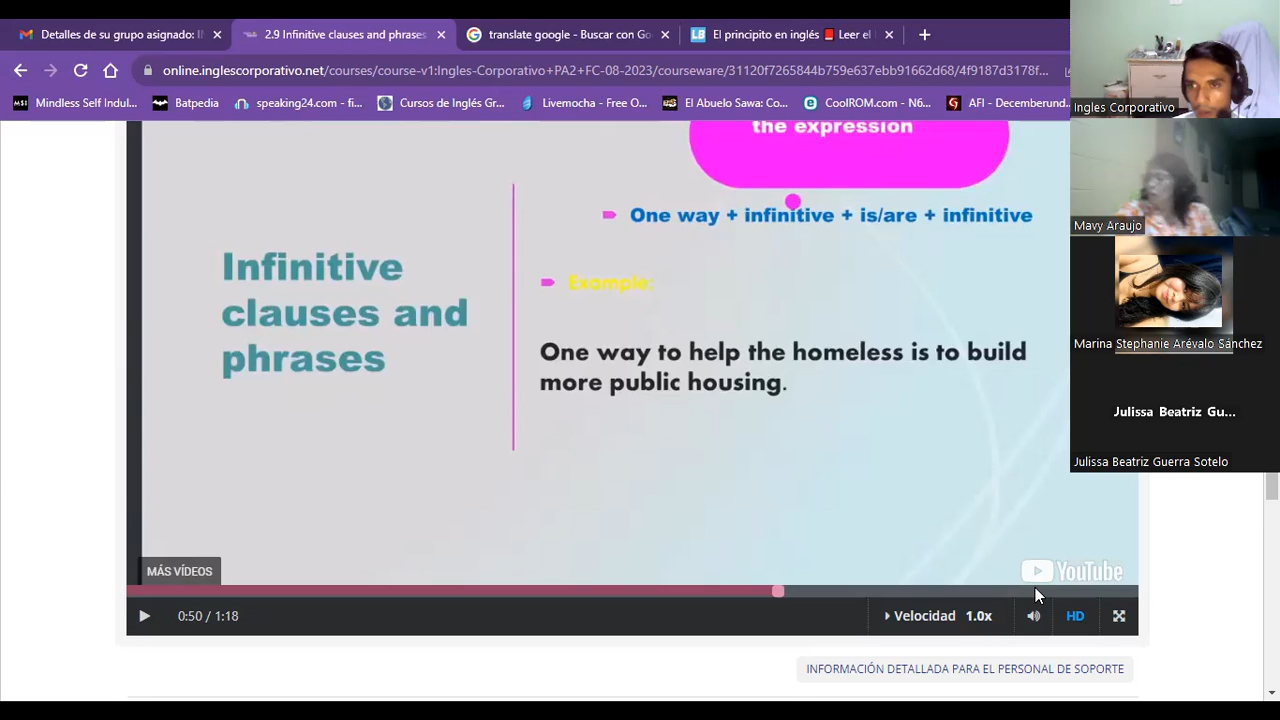 Detalles de su grupo asignado: I
2.9 Infinitive clauses and phrases
translate google - Buscar con Go
El principito en inglés 📕 Leer el
online.inglescorporativo.net/courses/course-v1:Ingles-Corporativo+PA2+FC-08-2023/courseware/31120f7265844b759e637ebb91662d68/4f9187d3178f...
Mindless Self Indul...
Batpedia
speaking24.com - fi...
Cursos de Inglés Gr...
Livemocha - Free O...
El Abuelo Sawa: Co...
CoolROM.com - N6...
AFI - Decemberund...
the expression
One way + infinitive + is/are + infinitive
Infinitive
clauses and
phrases
Example:
One way to help the homeless is to build
more public housing.
MÁS VÍDEOS
YouTube
0:50 / 1:18
Velocidad 1.0x
HD
INFORMACIÓN DETALLADA PARA EL PERSONAL DE SOPORTE
Ingles Corporativo
Mavy Araujo
Marina Stephanie Arévalo Sánchez
Julissa Beatriz Gu...
Julissa Beatriz Guerra Sotelo